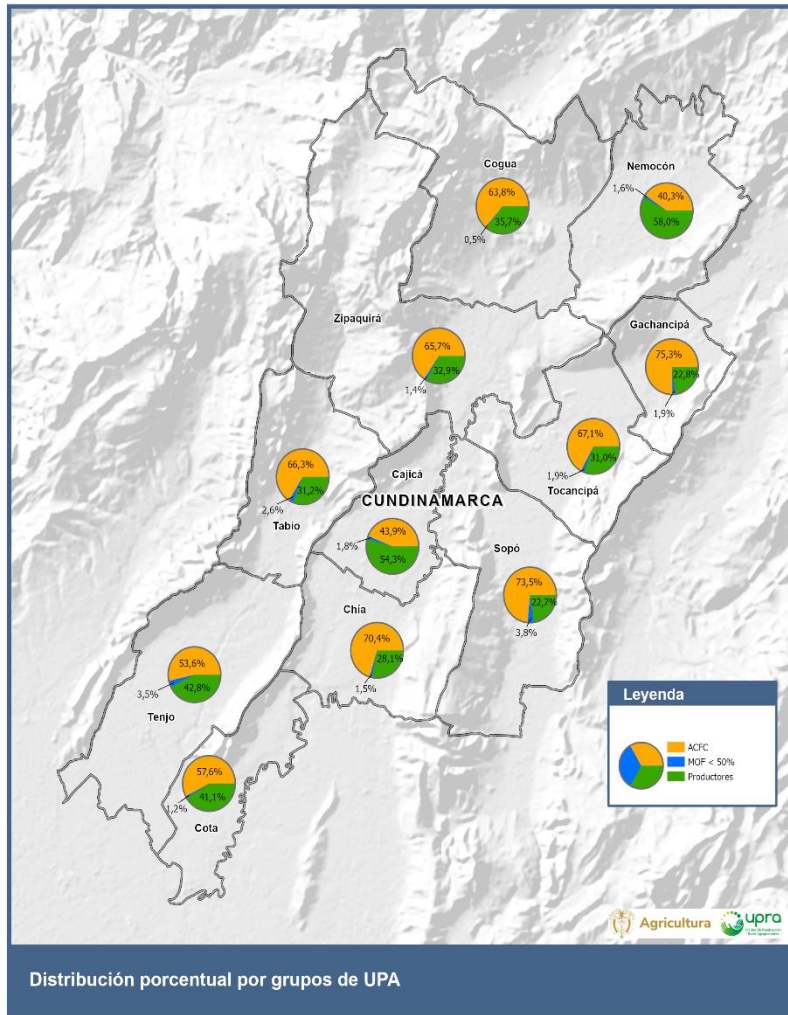 Cogua
63,8%
35,7%
0,5%
Nemocón
1,6%
40,3%
58,0%
Zipaquirá
65,7%
32,9%
1,4%
Gachancipá
75,3%
22,8%
1,9%
67,1%
31,0%
1,9%
Tocancipá
66,3%
31,2%
2,6%
Tabio
Cajicá
CUNDINAMARCA
43,9%
1,8%
54,3%
Sopó
73,5%
22,7%
3,8%
Chía
70,4%
28,1%
1,5%
53,6%
42,8%
3,5%
Tenjo
57,6%
41,1%
1,2%
Cota
Leyenda
ACFC
MOF < 50%
Productores
Agricultura
upra
Distribución porcentual por grupos de UPA